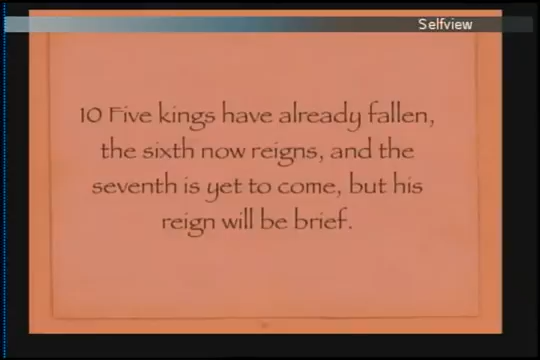 Selfview
10 Five kings have already fallen,
the sixth now reigns, and the
seventh is yet to come, but his
reign will be brief.